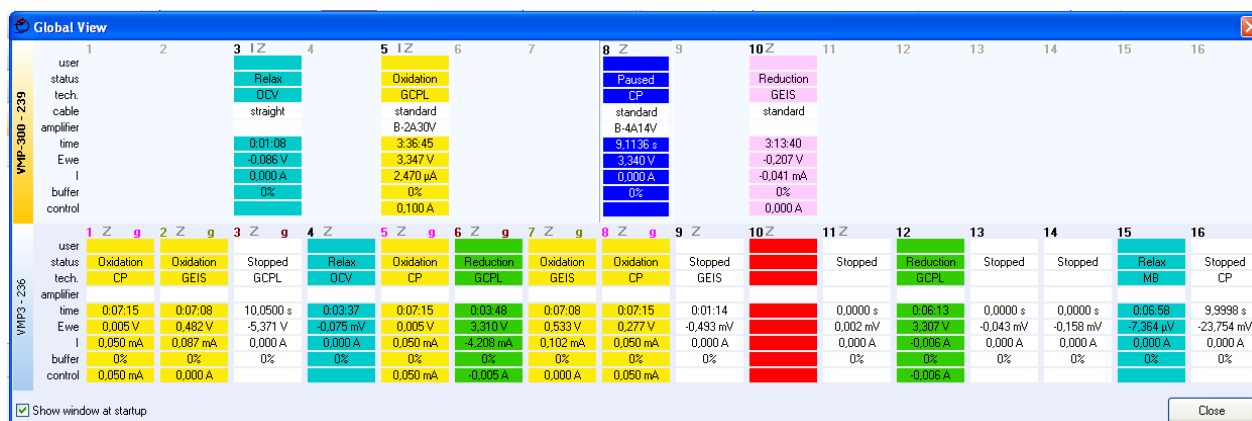 Global View
1 2 3 IZ 4 5 IZ 6 7 8 Z 9 10Z 11 12 13 14 15 16
VMP-300 - 239
user
status Relax Oxidation Paused Reduction
tech. OCV GCPL CP GEIS
cable straight standard standard standard
amplifier B-2A30V B-4A14V
time 0:01:08 3:36:45 9,1136 s 3:13:40
Ewe -0,086 V 3,347 V 3,340 V -0,207 V
I 0,000 A 2,470 µA 0,000 A -0,041 mA
buffer 0% 0% 0% 0%
control 0,100 A 0,000 A
1 Z g 2 Z g 3 Z g 4 Z 5 Z g 6 Z g 7 Z g 8 Z g 9 Z 10Z 11Z 12 13 14 15 16
VMP3 - 236
user
status Oxidation Oxidation Stopped Relax Oxidation Reduction Oxidation Oxidation Stopped Stopped Reduction Stopped Stopped Relax Stopped
tech. CP GEIS GCPL OCV CP GCPL GEIS CP GEIS GCPL MB CP
amplifier
time 0:07:15 0:07:08 10,0500 s 0:03:37 0:07:15 0:03:48 0:07:08 0:07:15 0:01:14 0,0000 s 0:06:13 0,0000 s 0,0000 s 0:06:58 9,9998 s
Ewe 0,005 V 0,482 V -5,371 V -0,075 mV 0,005 V 3,310 V 0,533 V 0,277 V -0,493 mV 0,002 mV 3,307 V -0,043 mV -0,158 mV -7,364 µV -23,754 mV
I 0,050 mA 0,087 mA 0,000 A 0,000 A 0,050 mA -4,208 mA 0,102 mA 0,050 mA 0,000 A 0,000 A -0,006 A 0,000 A 0,000 A 0,000 A 0,000 A
buffer 0% 0% 0% 0% 0% 0% 0% 0% 0% 0% 0% 0% 0% 0% 0%
control 0,050 mA 0,000 A 0,050 mA -0,005 A 0,000 A 0,050 mA -0,006 A
Show window at startup
Close